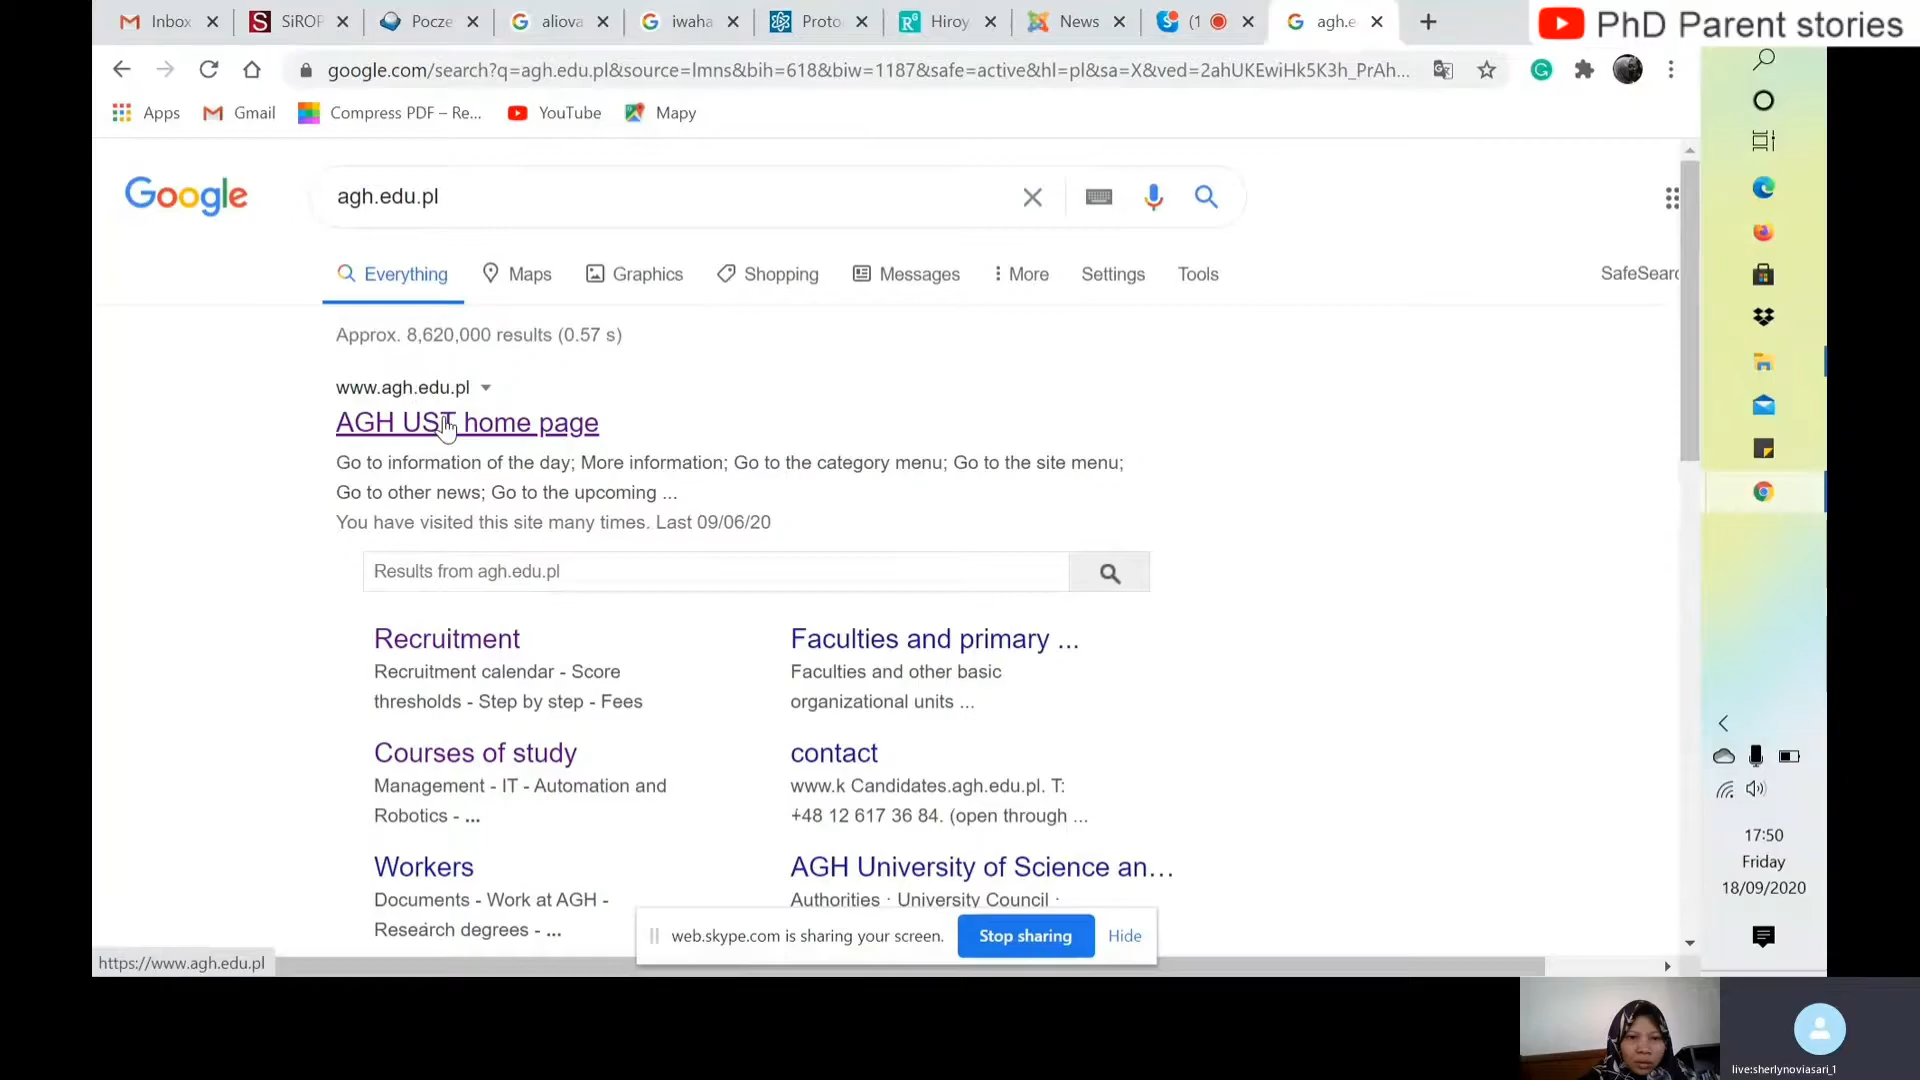 Inbox
SiROP
Pocze
aliova
iwaha
Proto
Hiroy
News
(1
agh.e
PhD Parent stories
google.com/search?q=agh.edu.pl&source=lmns&bih=618&biw=1187&safe=active&hl=pl&sa=X&ved=2ahUKEwiHk5K3h_PrAh...
Apps
Gmail
Compress PDF – Re...
YouTube
Mapy
Google
agh.edu.pl
Everything
Maps
Graphics
Shopping
Messages
More
Settings
Tools
SafeSearc
Approx. 8,620,000 results (0.57 s)
www.agh.edu.pl
AGH UST home page
Go to information of the day; More information; Go to the category menu; Go to the site menu;
Go to other news; Go to the upcoming ...
You have visited this site many times. Last 09/06/20
Results from agh.edu.pl
Recruitment
Recruitment calendar - Score
thresholds - Step by step - Fees
Faculties and primary ...
Faculties and other basic
organizational units ...
Courses of study
Management - IT - Automation and
Robotics - ...
contact
www.k Candidates.agh.edu.pl. T:
+48 12 617 36 84. (open through ...
Workers
Documents - Work at AGH -
Research degrees - ...
AGH University of Science an...
Authorities · University Council ·
web.skype.com is sharing your screen.
Stop sharing
Hide
https://www.agh.edu.pl
17:50
Friday
18/09/2020
live:sherlynoviasari_1